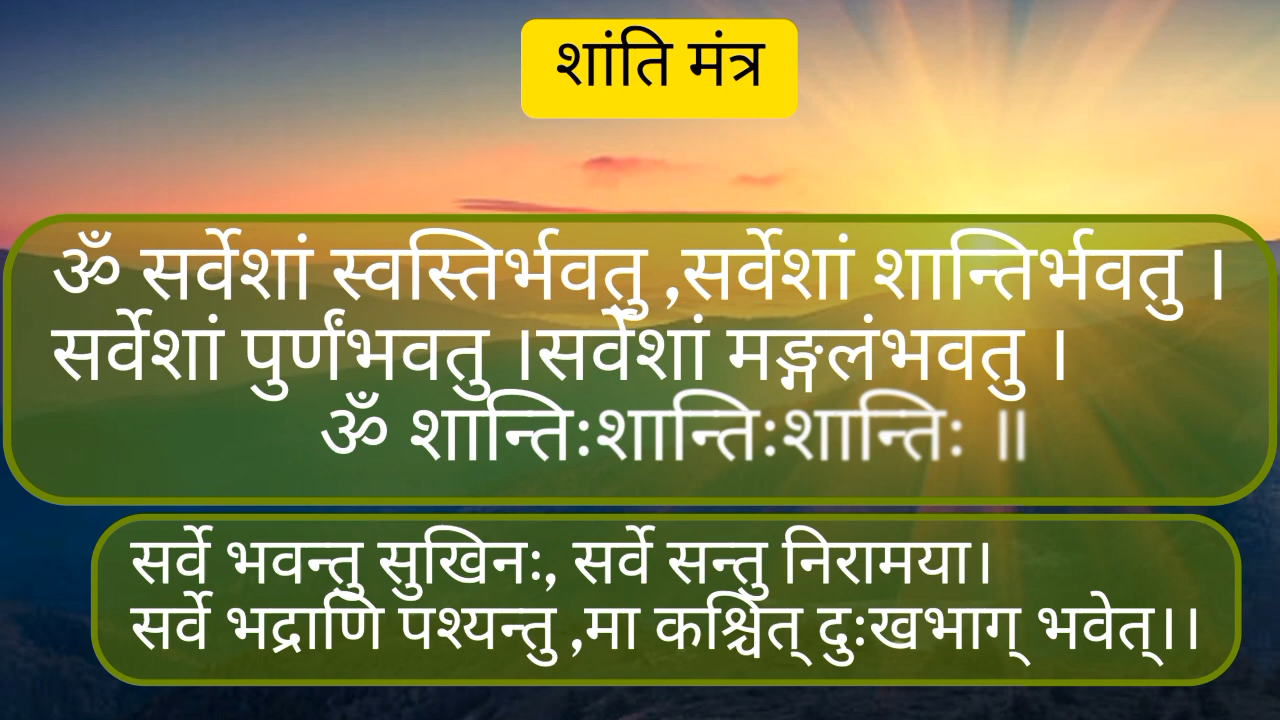 शांति मंत्र
ॐ सर्वेशां स्वस्तिर्भवतु ,सर्वेशां शान्तिर्भवतु ।
सर्वेशां पुर्णंभवतु ।सर्वेशां मङ्गलंभवतु ।
ॐ शान्तिःशान्तिःशान्तिः ॥
सर्वे भवन्तु सुखिनः, सर्वे सन्तु निरामया।
सर्वे भद्राणि पश्यन्तु ,मा कश्चित् दुःखभाग् भवेत्।।